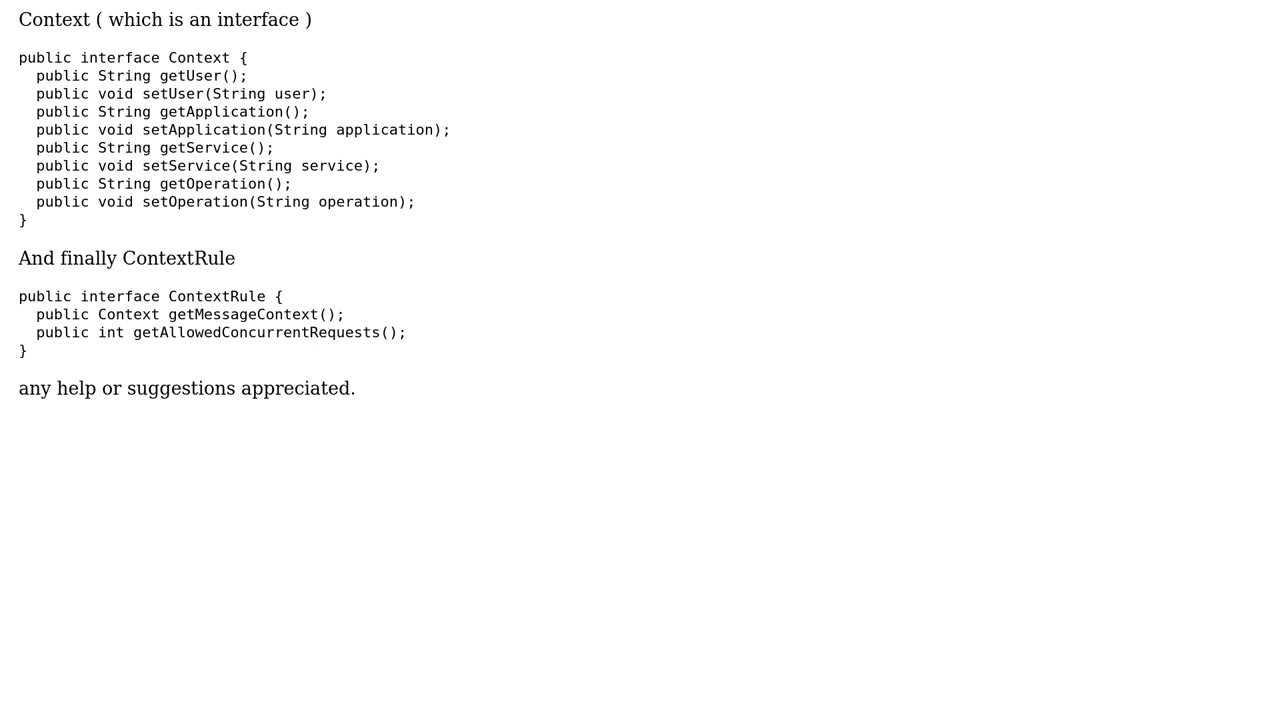 Context ( which is an interface )
public interface Context {
  public String getUser();
  public void setUser(String user);
  public String getApplication();
  public void setApplication(String application);
  public String getService();
  public void setService(String service);
  public String getOperation();
  public void setOperation(String operation);
}
And finally ContextRule
public interface ContextRule {
  public Context getMessageContext();
  public int getAllowedConcurrentRequests();
}
any help or suggestions appreciated.